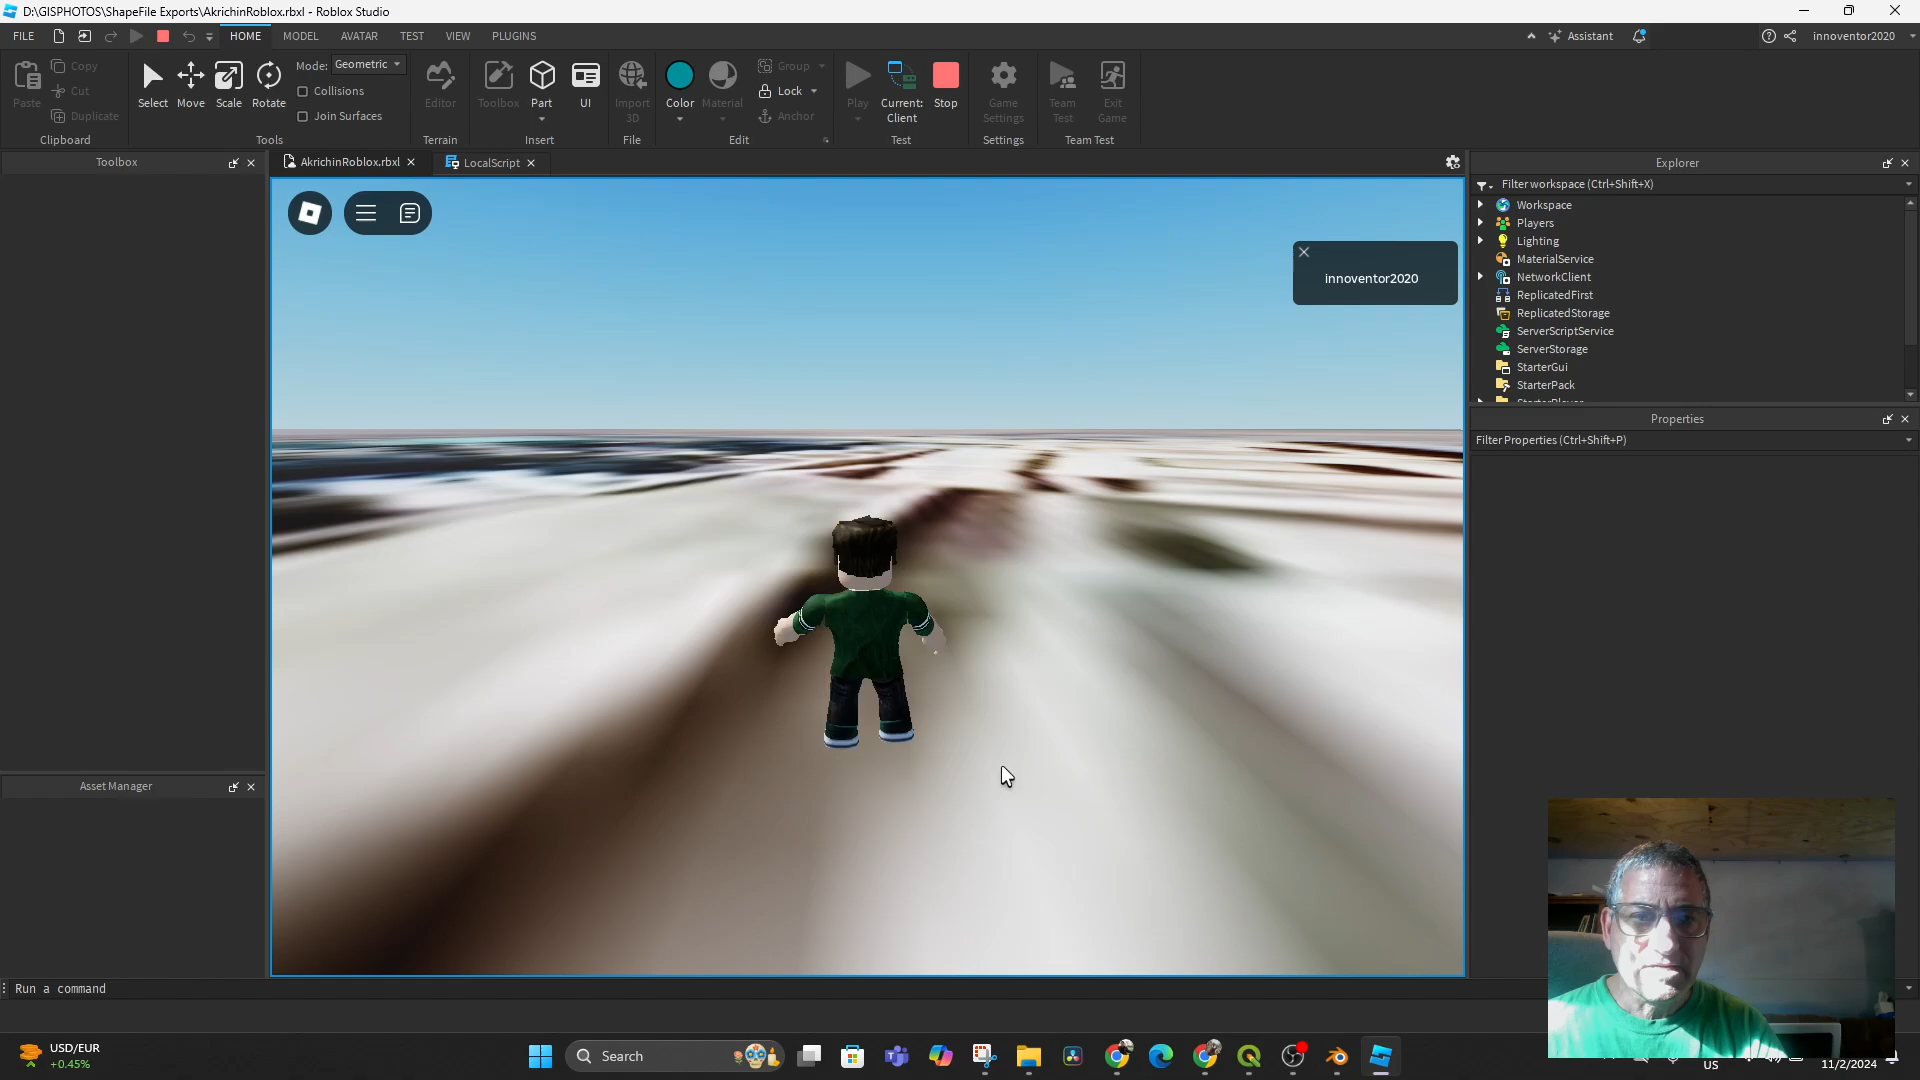 D:\GISPHOTOS\ShapeFile Exports\AkrichinRoblox.rbxl - Roblox Studio
FILE HOME MODEL AVATAR TEST VIEW PLUGINS Assistant innoventor2020
Paste Copy Cut Duplicate
Clipboard
Select Move Scale Rotate
Mode: Geometric
Collisions
Join Surfaces
Tools
Editor
Terrain
Toolbox Part UI
Insert
Import 3D
File
Color Material Group Lock Anchor
Edit
Play Current: Client Stop
Test
Game Settings
Settings
Team Test Exit Game
Team Test
Toolbox
AkrichinRoblox.rbxl LocalScript
Explorer
Filter workspace (Ctrl+Shift+X)
Workspace
Players
Lighting
MaterialService
NetworkClient
ReplicatedFirst
ReplicatedStorage
ServerScriptService
ServerStorage
StarterGui
StarterPack
innoventor2020
Properties
Filter Properties (Ctrl+Shift+P)
Asset Manager
Run a command
USD/EUR
+0.45%
Search
US
11/2/2024